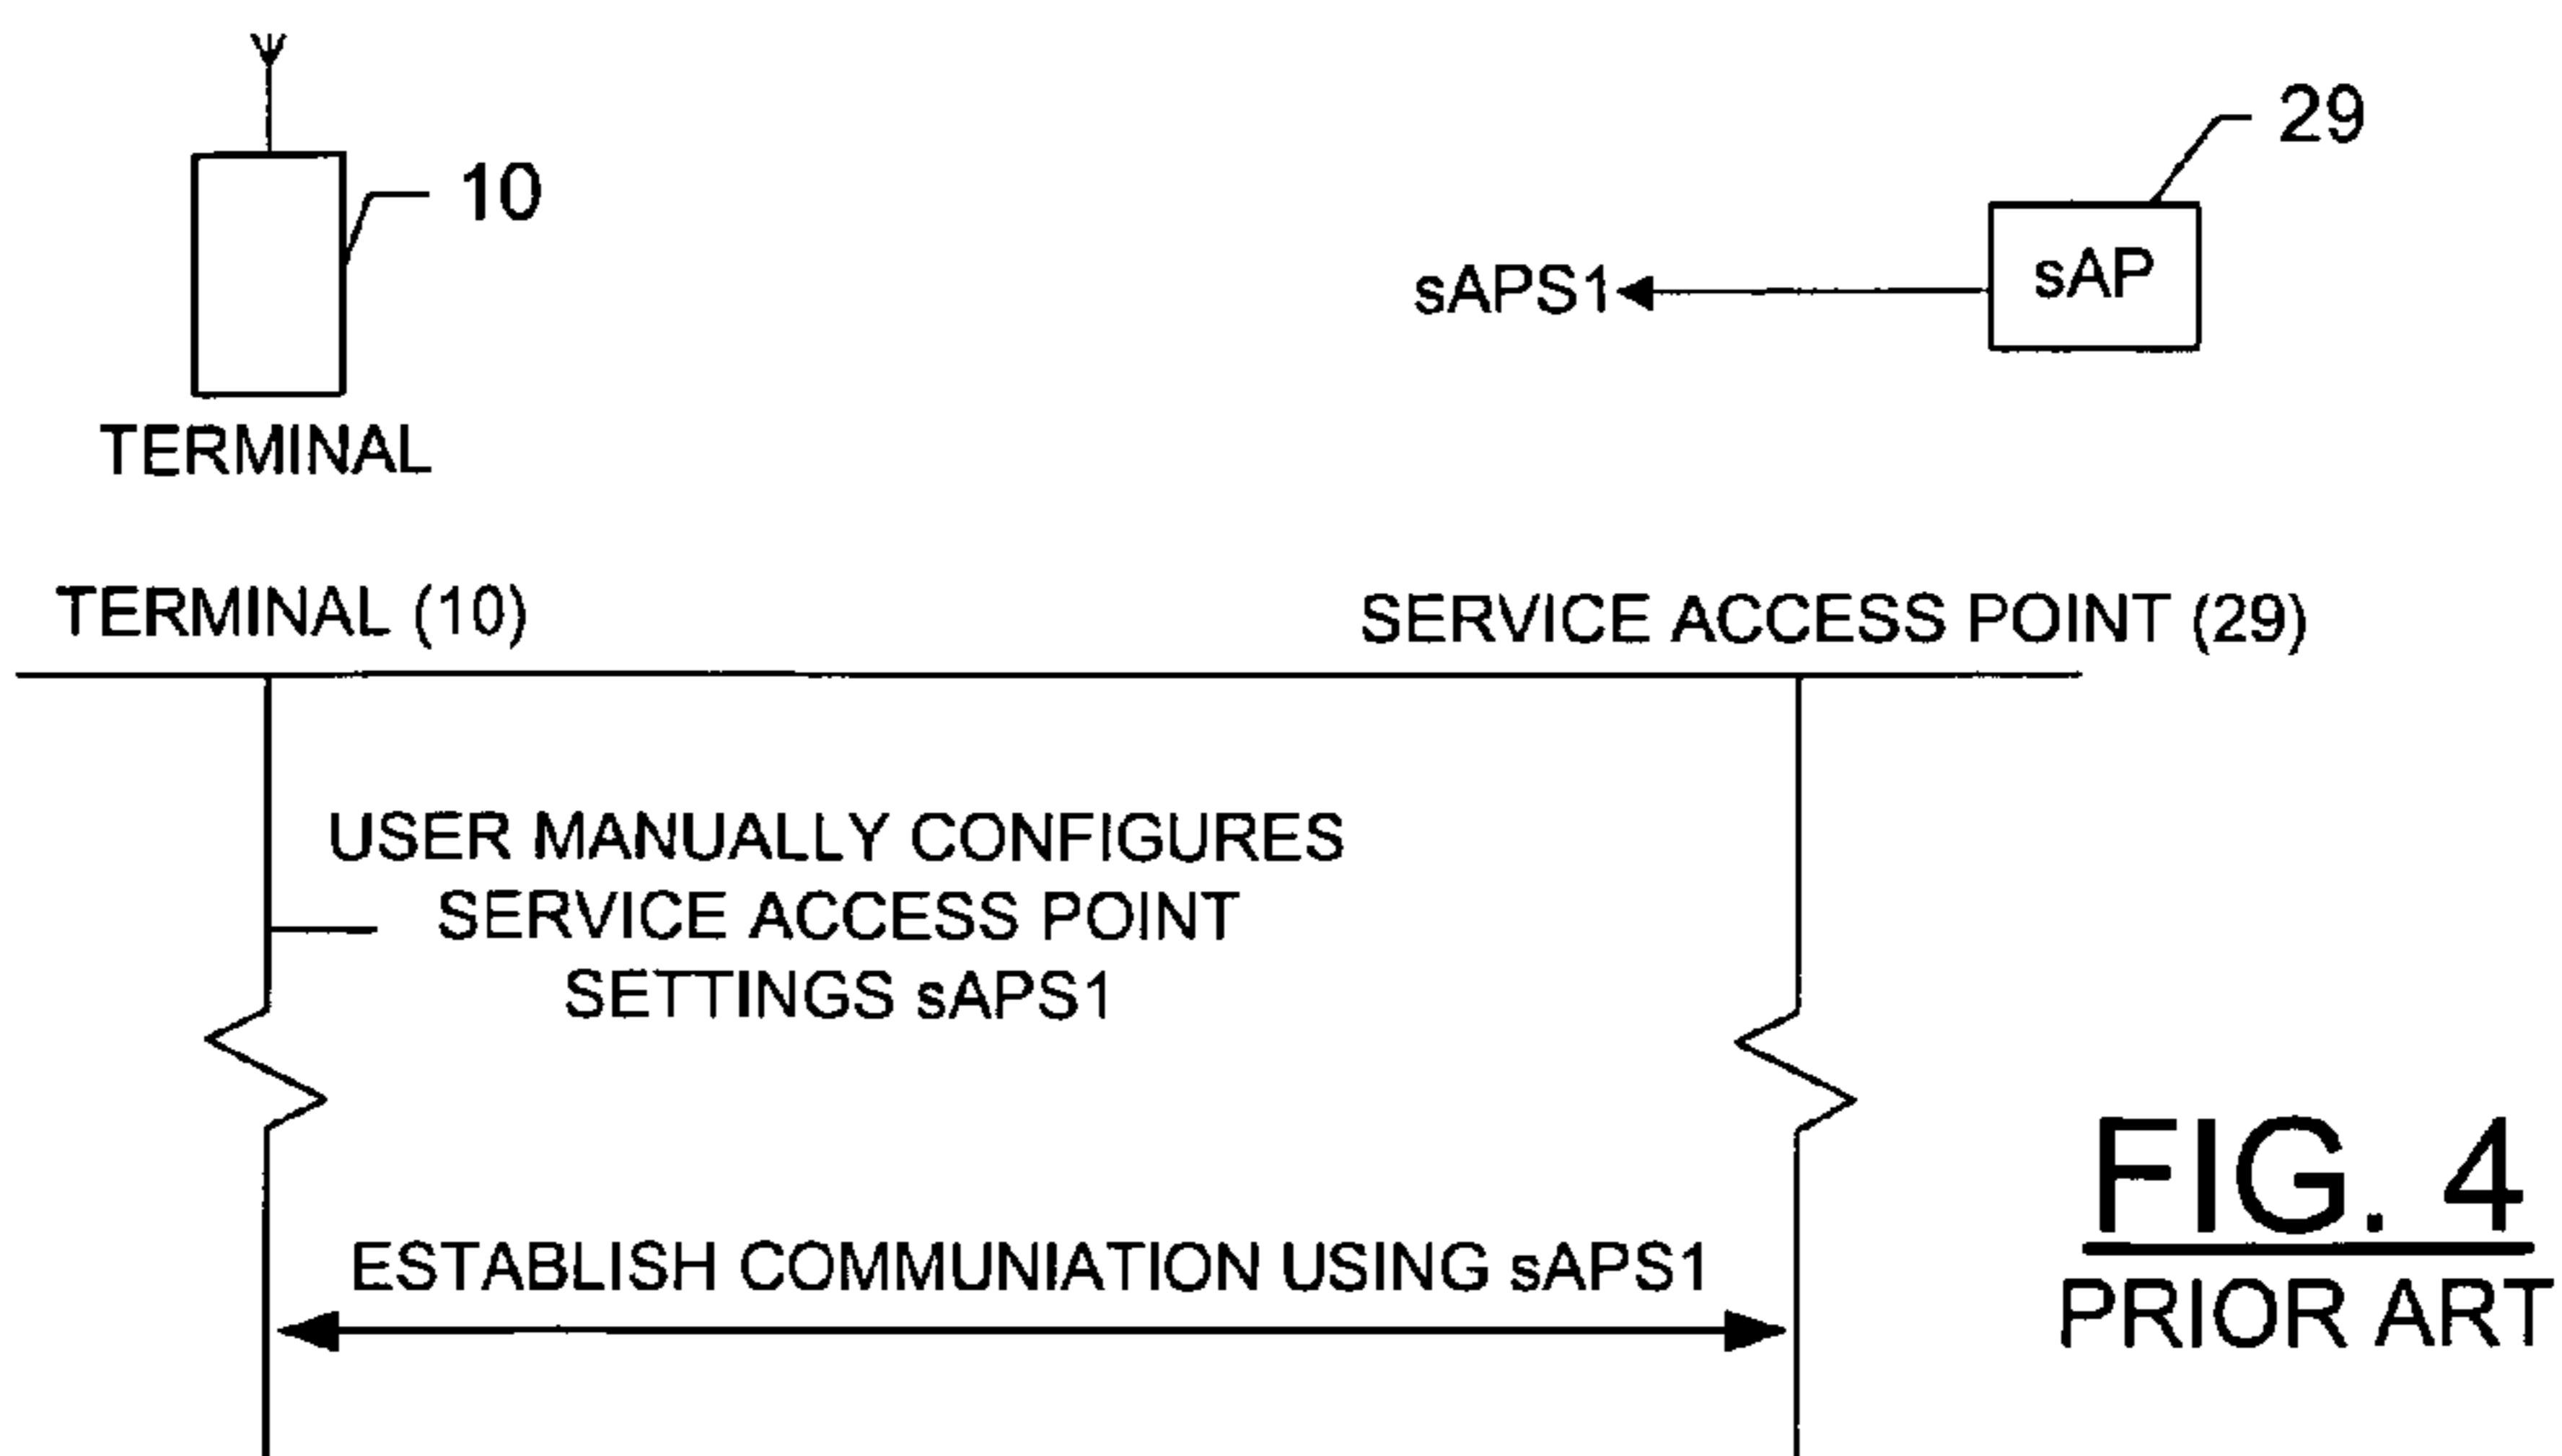 10
29
sAPS1
sAP
TERMINAL
TERMINAL (10)
SERVICE ACCESS POINT (29)
USER MANUALLY CONFIGURES
SERVICE ACCESS POINT
SETTINGS sAPS1
ESTABLISH COMMUNIATION USING sAPS1
FIG. 4
PRIOR ART